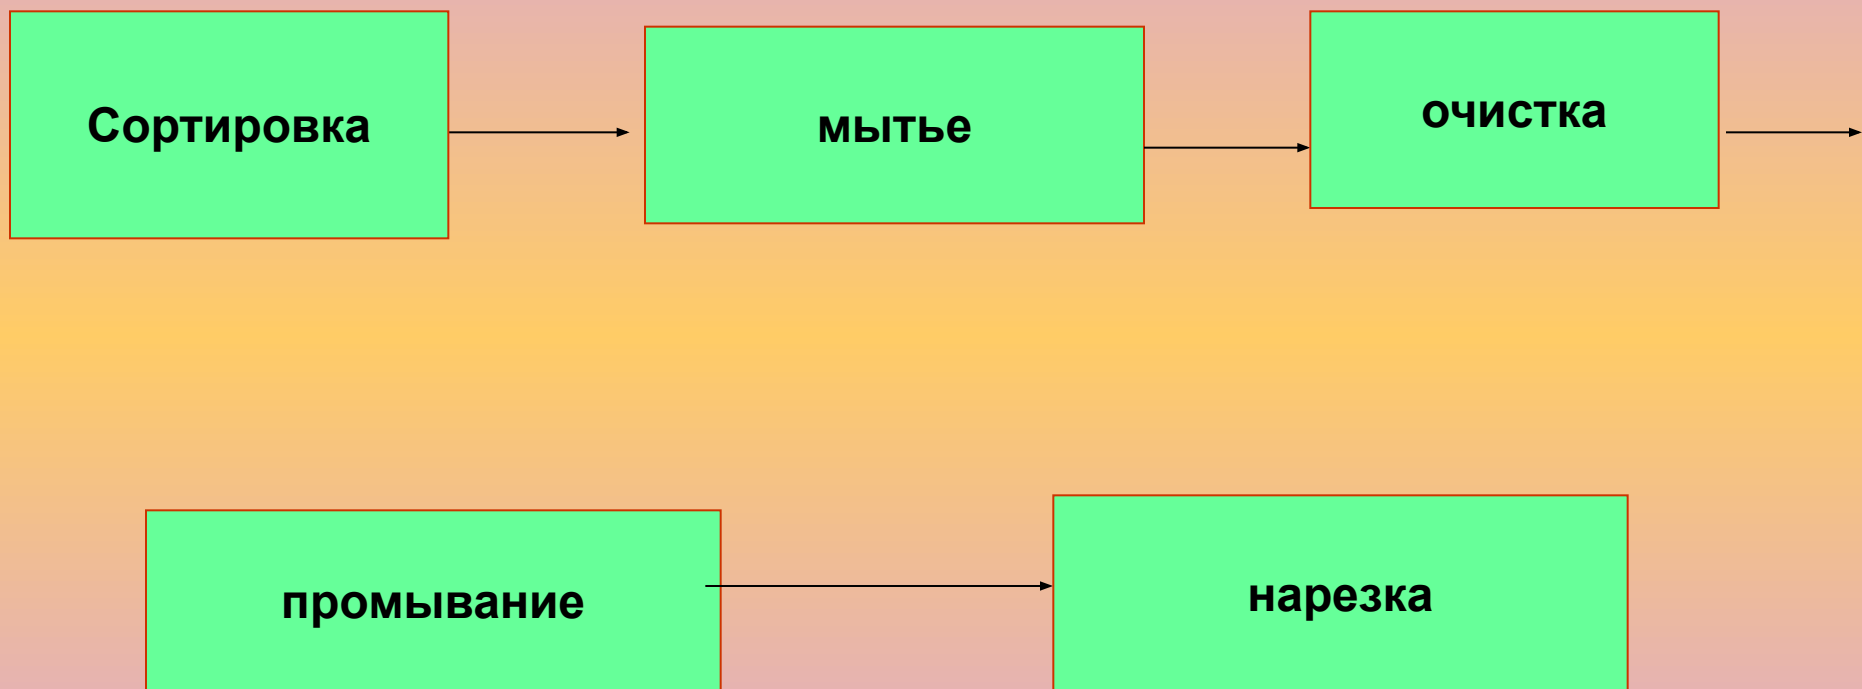 Сортировка
мытье
очистка
промывание
нарезка